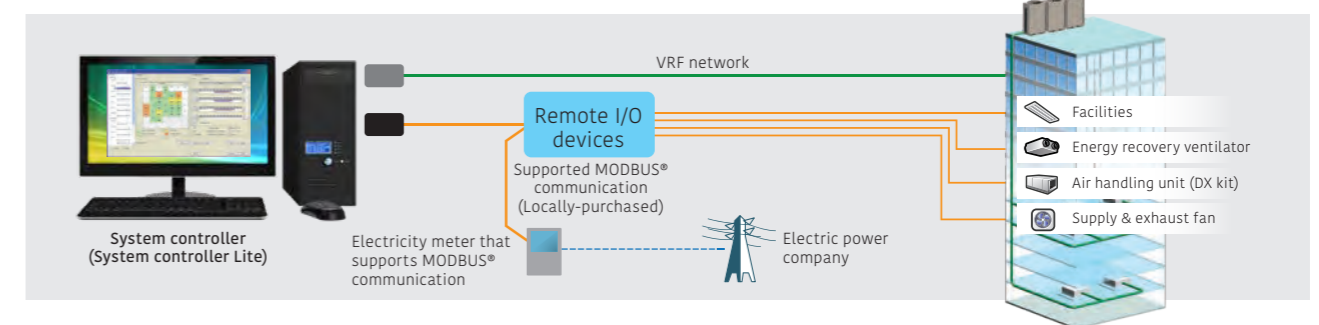 VRF network
Remote I/O
devices
Supported MODBUS®
communication
(Locally-purchased)
Facilities
Energy recovery ventilator
Air handling unit (DX kit)
Supply & exhaust fan
System controller
(System controller Lite)
Electricity meter that
supports MODBUS®
communication
Electric power
company